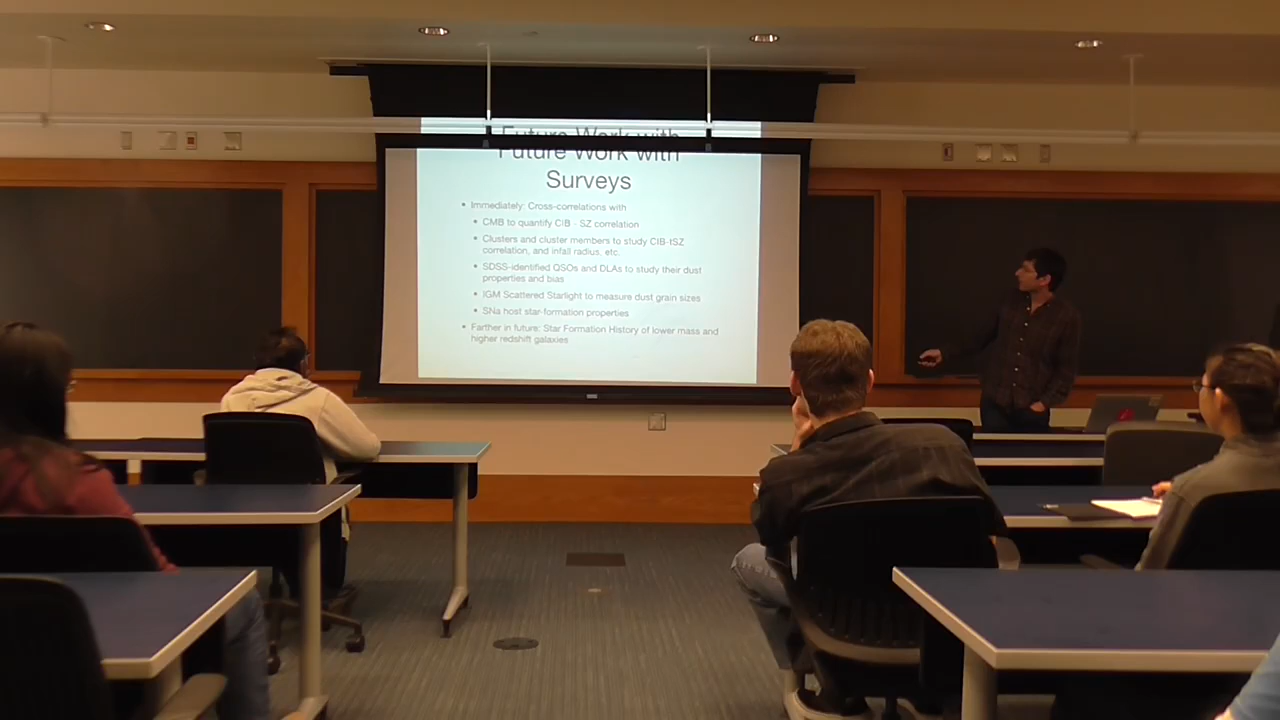 Future Work with
Future Work with
Surveys
• Immediately: Cross-correlations with
• CMB to quantify CIB - SZ correlation
• Clusters and cluster members to study CIB-tSZ
correlation, and infall radius, etc.
• SDSS-identified QSOs and DLAs to study their dust
properties and bias
• IGM Scattered Starlight to measure dust grain sizes
• SNa host star-formation properties
• Farther in future: Star Formation History of lower mass and
higher redshift galaxies